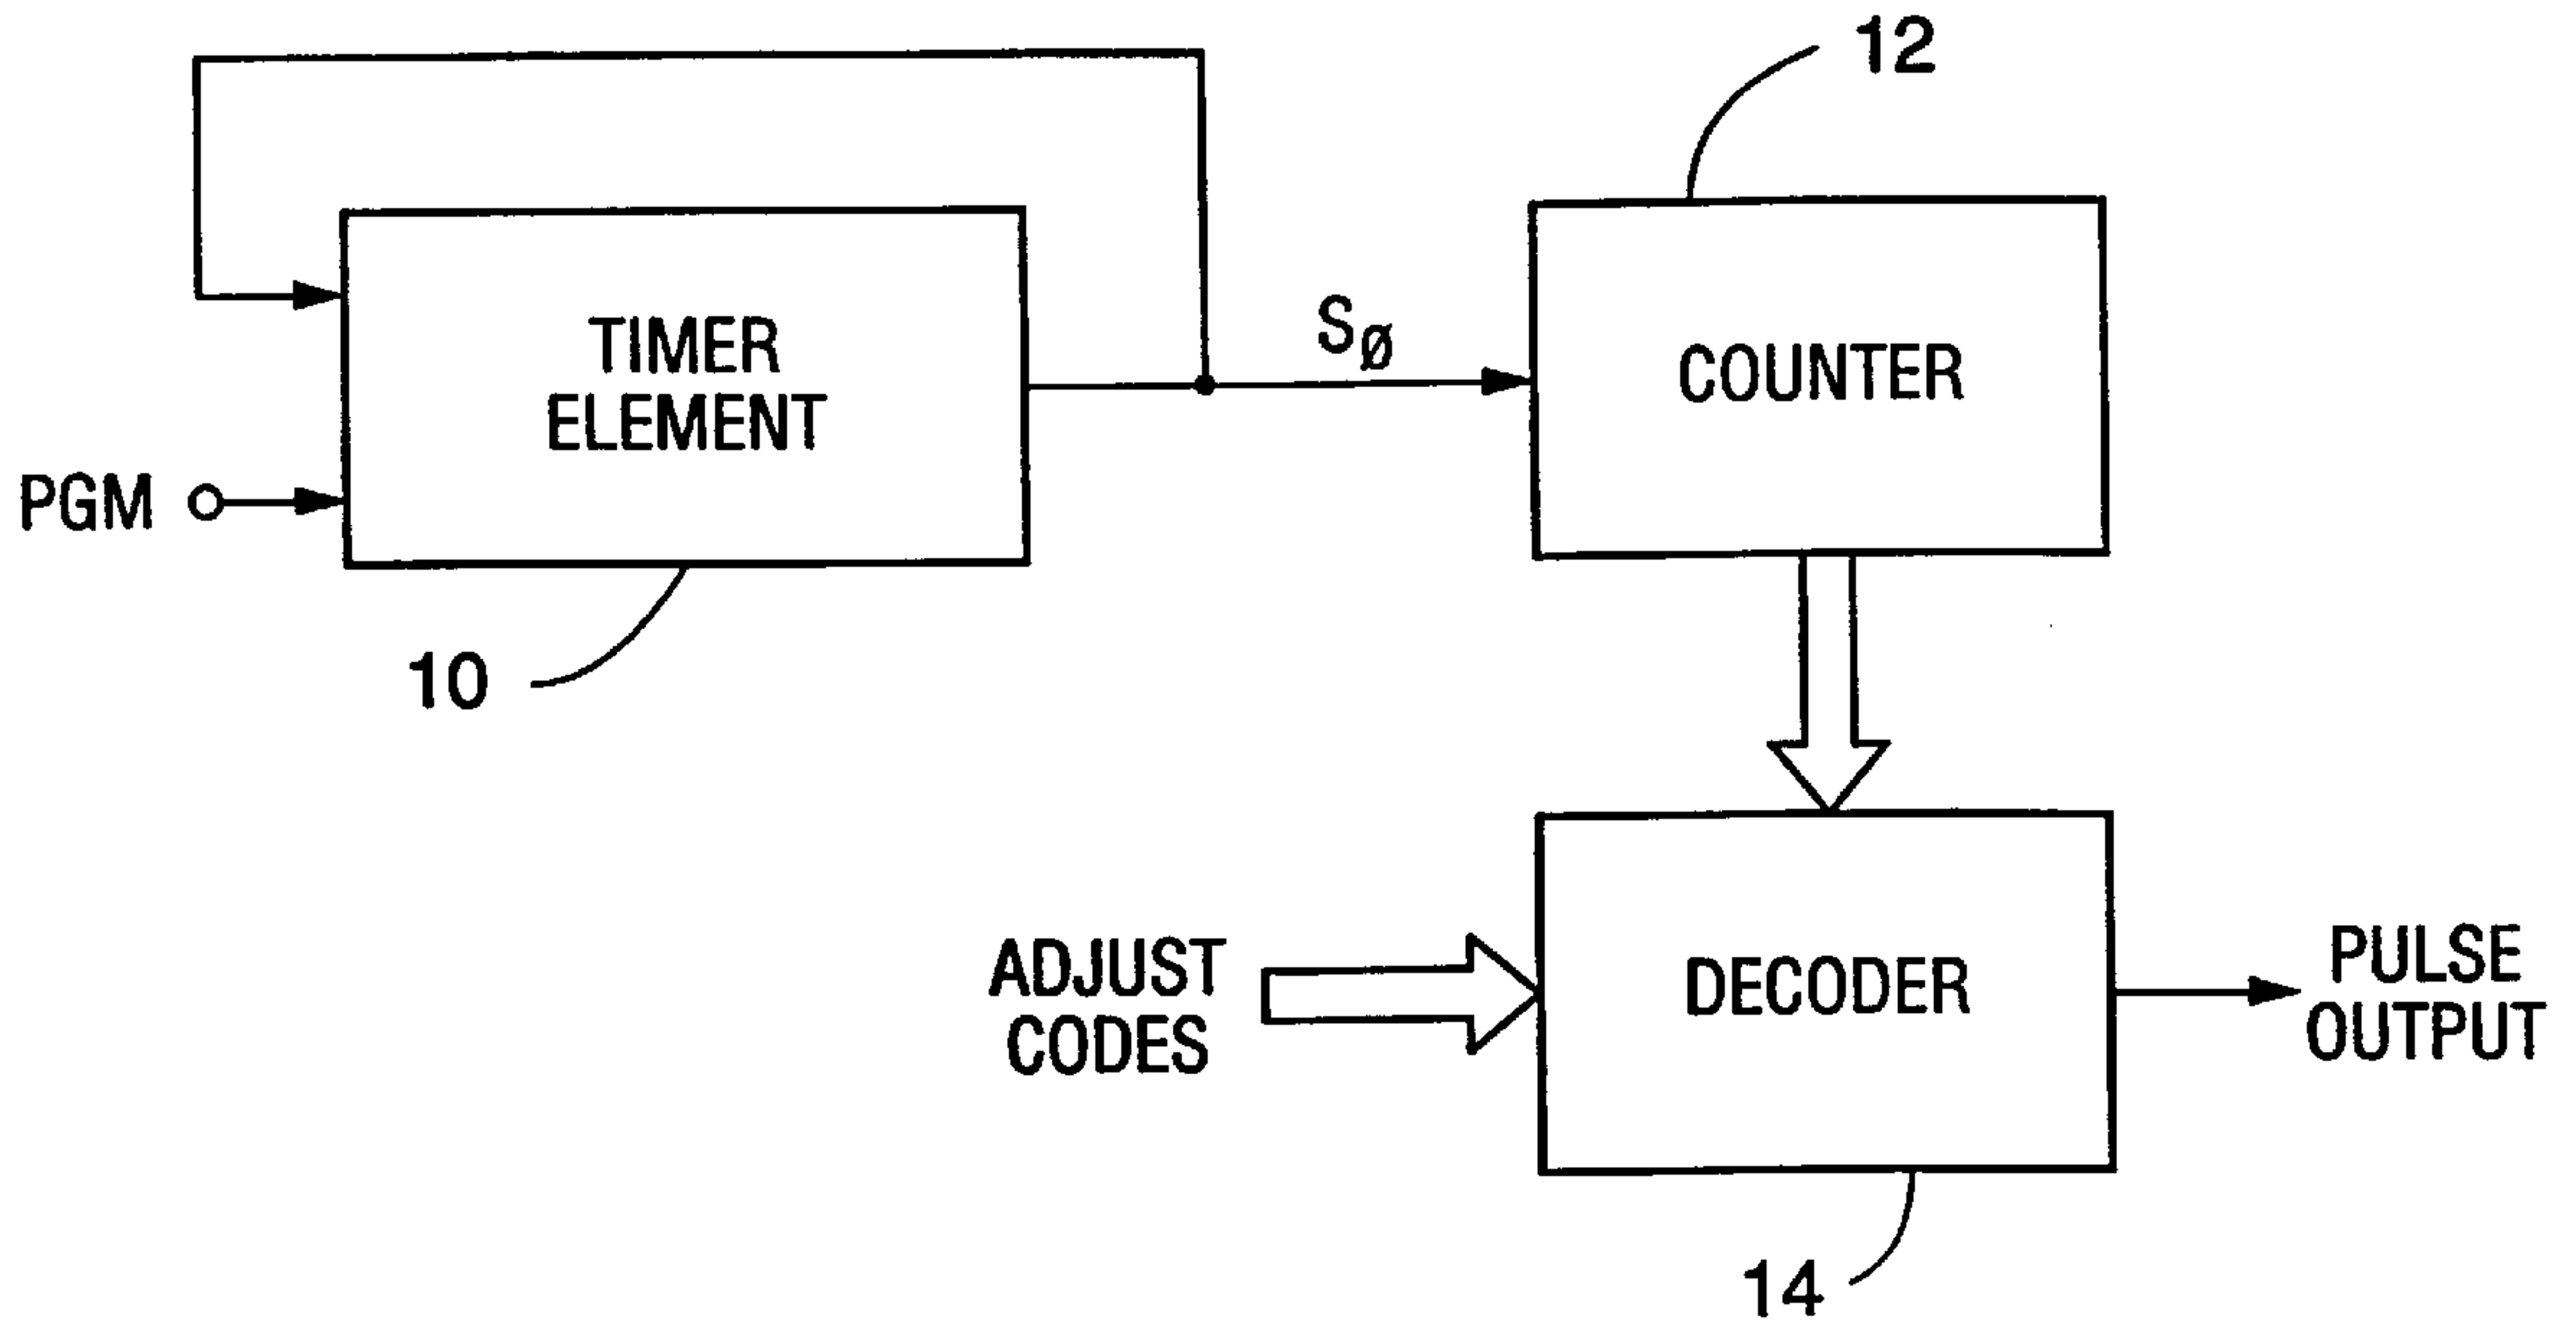 12
TIMER
ELEMENT
SØ
COUNTER
PGM
10
ADJUST
CODES
DECODER
PULSE
OUTPUT
14